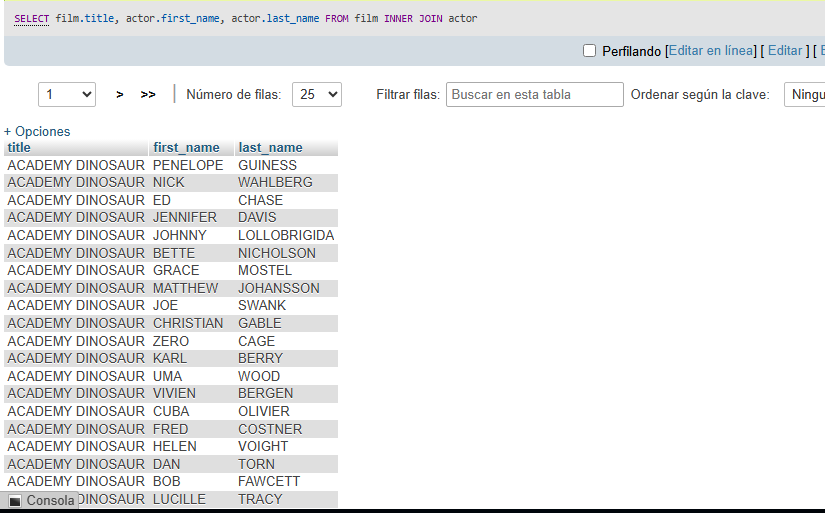 SELECT film.title, actor.first_name, actor.last_name FROM film INNER JOIN actor
Perfilando [Editar en línea] [ Editar ] [
1 > >> Número de filas: 25 Filtrar filas: Buscar en esta tabla Ordenar según la clave:
+ Opciones
title first_name last_name
ACADEMY DINOSAUR PENELOPE GUINESS
ACADEMY DINOSAUR NICK WAHLBERG
ACADEMY DINOSAUR ED CHASE
ACADEMY DINOSAUR JENNIFER DAVIS
ACADEMY DINOSAUR JOHNNY LOLLOBRIGIDA
ACADEMY DINOSAUR BETTE NICHOLSON
ACADEMY DINOSAUR GRACE MOSTEL
ACADEMY DINOSAUR MATTHEW JOHANSSON
ACADEMY DINOSAUR JOE SWANK
ACADEMY DINOSAUR CHRISTIAN GABLE
ACADEMY DINOSAUR ZERO CAGE
ACADEMY DINOSAUR KARL BERRY
ACADEMY DINOSAUR UMA WOOD
ACADEMY DINOSAUR VIVIEN BERGEN
ACADEMY DINOSAUR CUBA OLIVIER
ACADEMY DINOSAUR FRED COSTNER
ACADEMY DINOSAUR HELEN VOIGHT
ACADEMY DINOSAUR DAN TORN
ACADEMY DINOSAUR BOB FAWCETT
Consola DINOSAUR LUCILLE TRACY